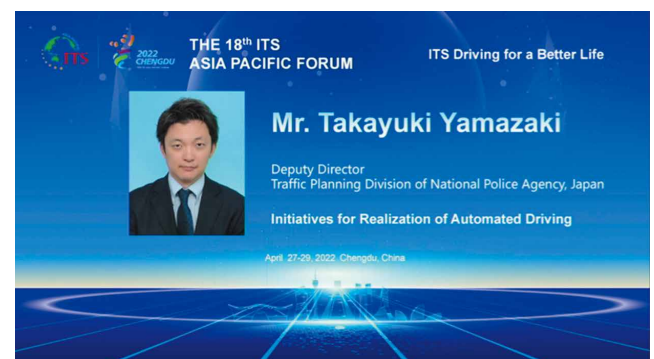 ITS
2022
CHENGDU
THE 18th ITS
ASIA PACIFIC FORUM
ITS Driving for a Better Life
Mr. Takayuki Yamazaki
Deputy Director
Traffic Planning Division of National Police Agency, Japan
Initiatives for Realization of Automated Driving
April 27-29, 2022 Chengdu, China